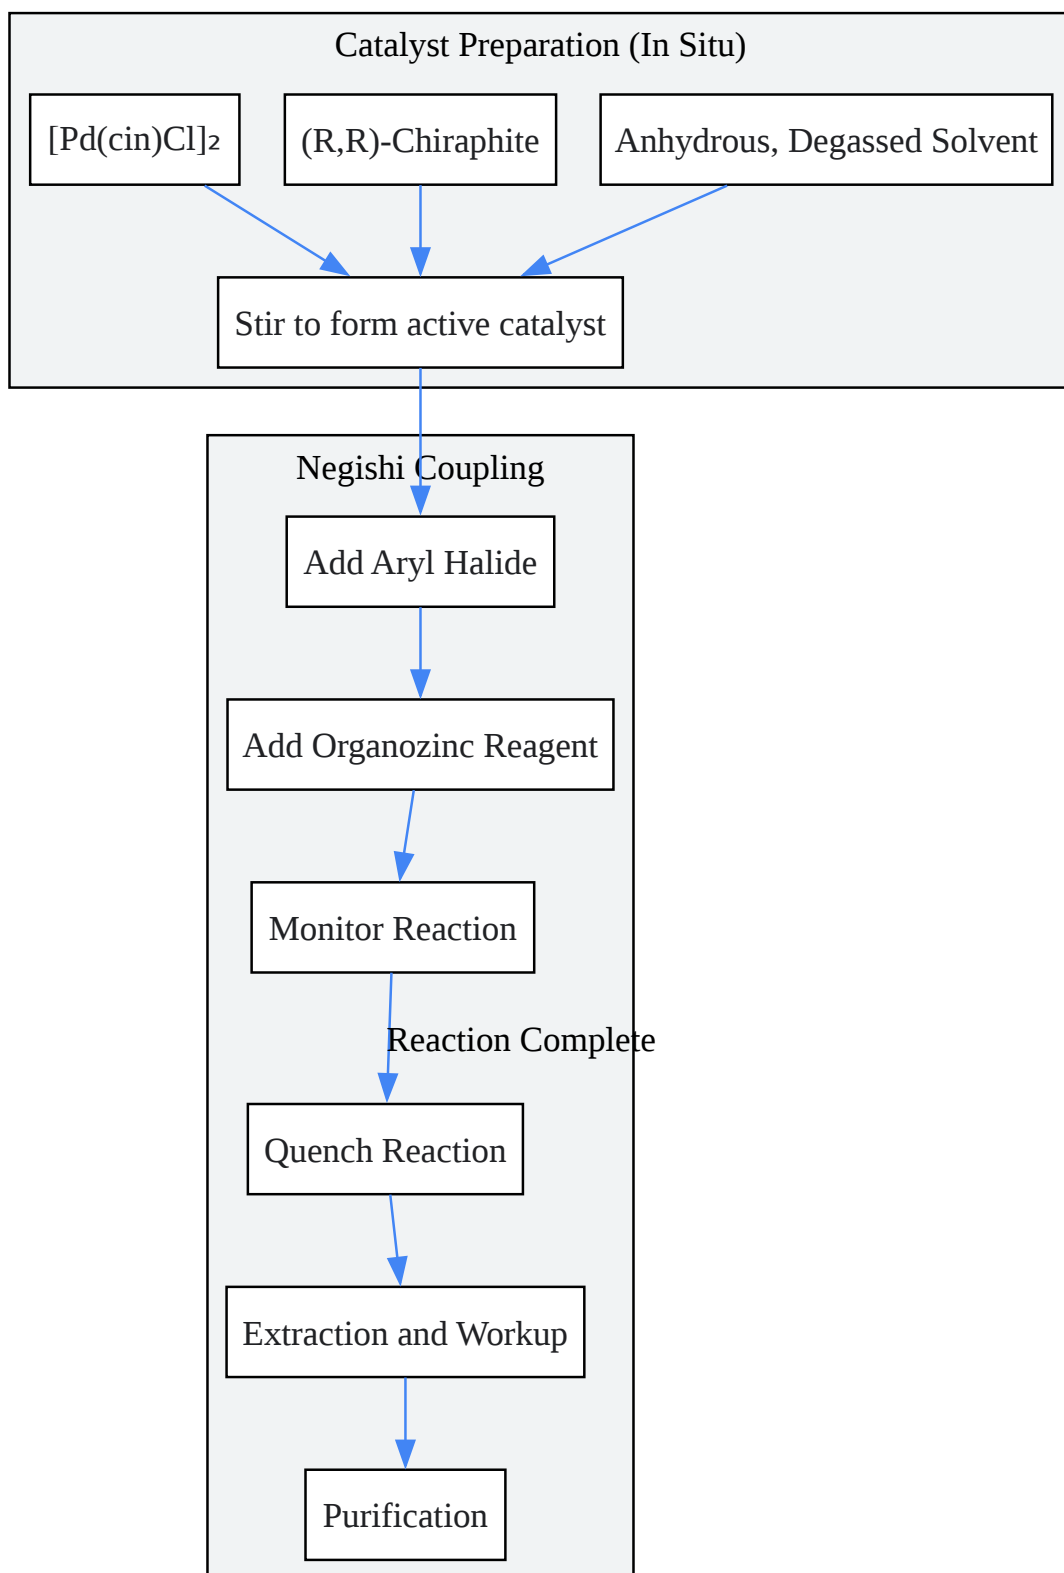 Catalyst Preparation (In Situ)
[Pd(cin)Cl]₂
(R,R)-Chiraphite
Anhydrous, Degassed Solvent
Stir to form active catalyst
Negishi Coupling
Add Aryl Halide
Add Organozinc Reagent
Monitor Reaction
Reaction Complete
Quench Reaction
Extraction and Workup
Purification